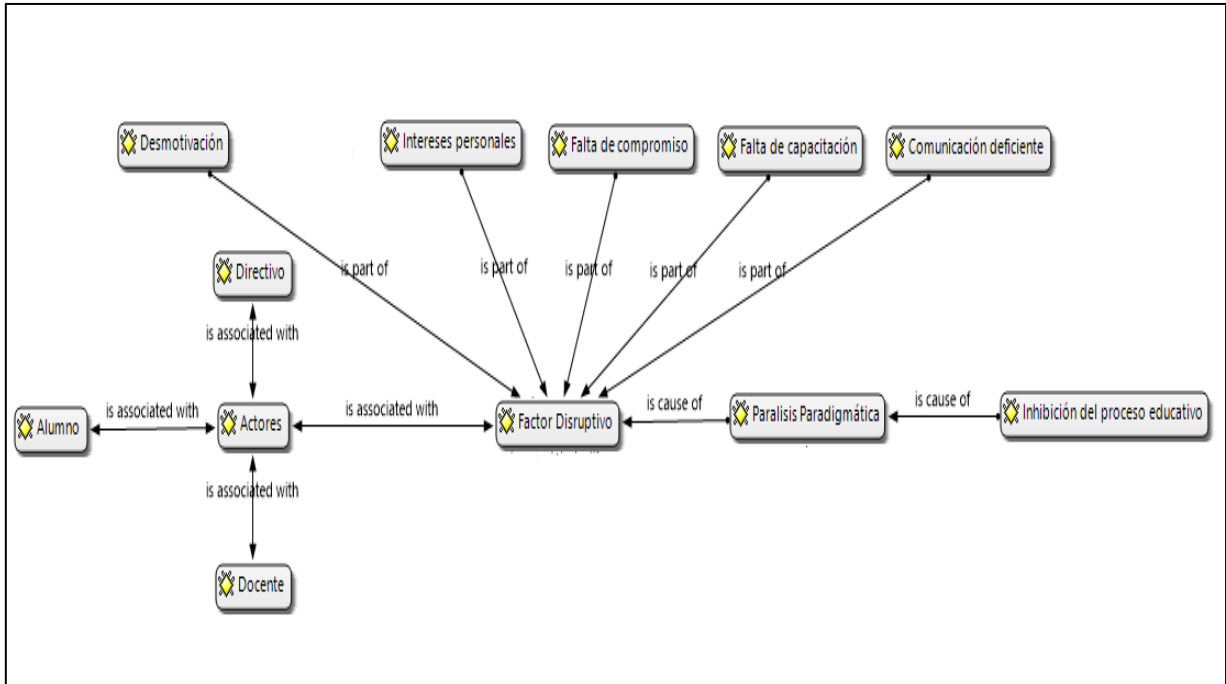 Desmotivación
Intereses personales
Falta de compromiso
Falta de capacitación
Comunicación deficiente
is part of
is part of
is part of
is part of
is part of
Directivo
is associated with
Alumno
is associated with
Actores
is associated with
Factor Disruptivo
is cause of
Paralisis Paradigmática
is cause of
Inhibición del proceso educativo
is associated with
Docente